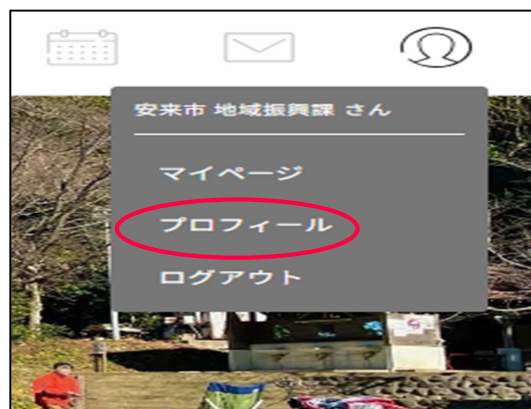 安来市 地域振興課 さん
マイページ
プロフィール
ログアウト